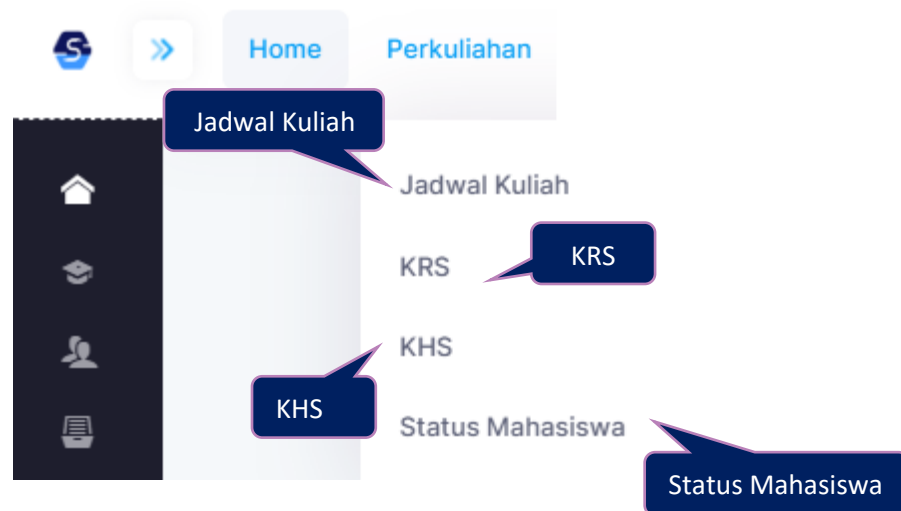 Home Perkuliahan
Jadwal Kuliah
Jadwal Kuliah
KRS
KRS
KHS
KHS
Status Mahasiswa
Status Mahasiswa